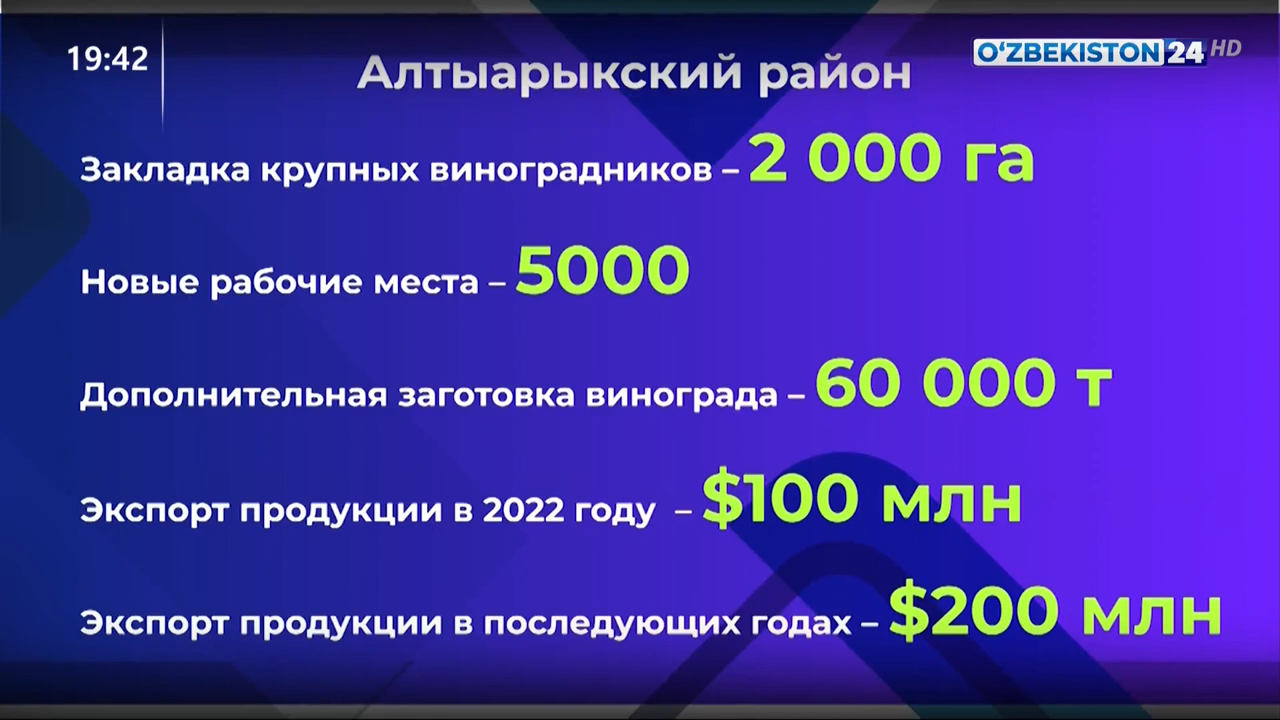 19:42
O‘ZBEKISTON 24 HD
Алтыарыкский район
Закладка крупных виноградников – 2 000 га
Новые рабочие места – 5000
Дополнительная заготовка винограда – 60 000 т
Экспорт продукции в 2022 году – $100 млн
Экспорт продукции в последующих годах – $200 млн